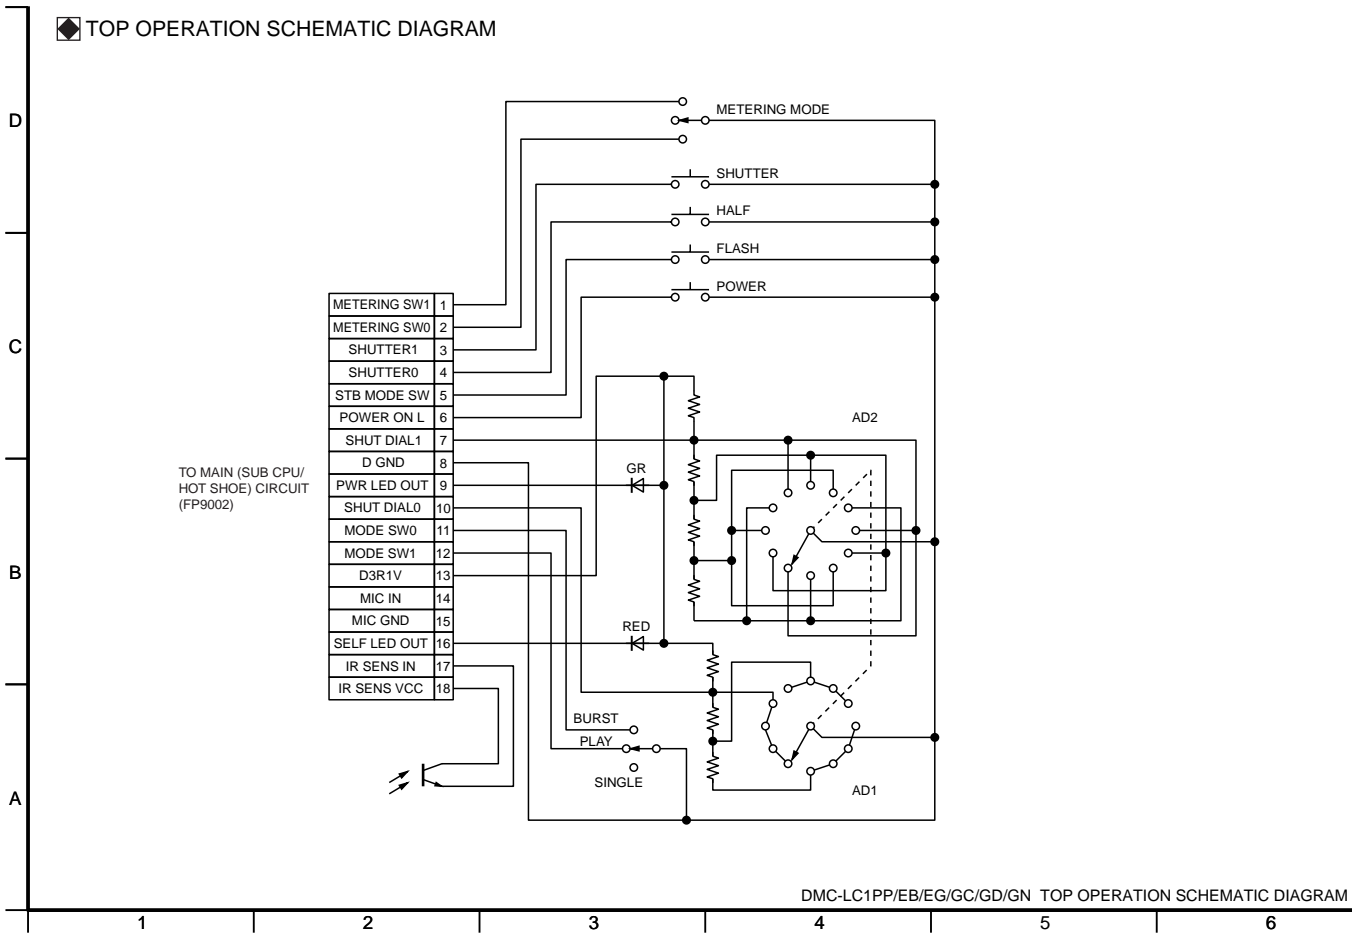 TOP OPERATION SCHEMATIC DIAGRAM
D
METERING MODE
SHUTTER
HALF
FLASH
POWER
METERING SW1 1
METERING SW0 2
C
SHUTTER1 3
SHUTTER0 4
STB MODE SW 5
POWER ON L 6
SHUT DIAL1 7
D GND 8
PWR LED OUT 9
SHUT DIAL0 10
MODE SW0 11
MODE SW1 12
D3R1V 13
MIC IN 14
MIC GND 15
SELF LED OUT 16
IR SENS IN 17
IR SENS VCC 18
TO MAIN (SUB CPU/
HOT SHOE) CIRCUIT
(FP9002)
AD2
GR
B
RED
BURST
PLAY
SINGLE
AD1
A
DMC-LC1PP/EB/EG/GC/GD/GN TOP OPERATION SCHEMATIC DIAGRAM
1 2 3 4 5 6